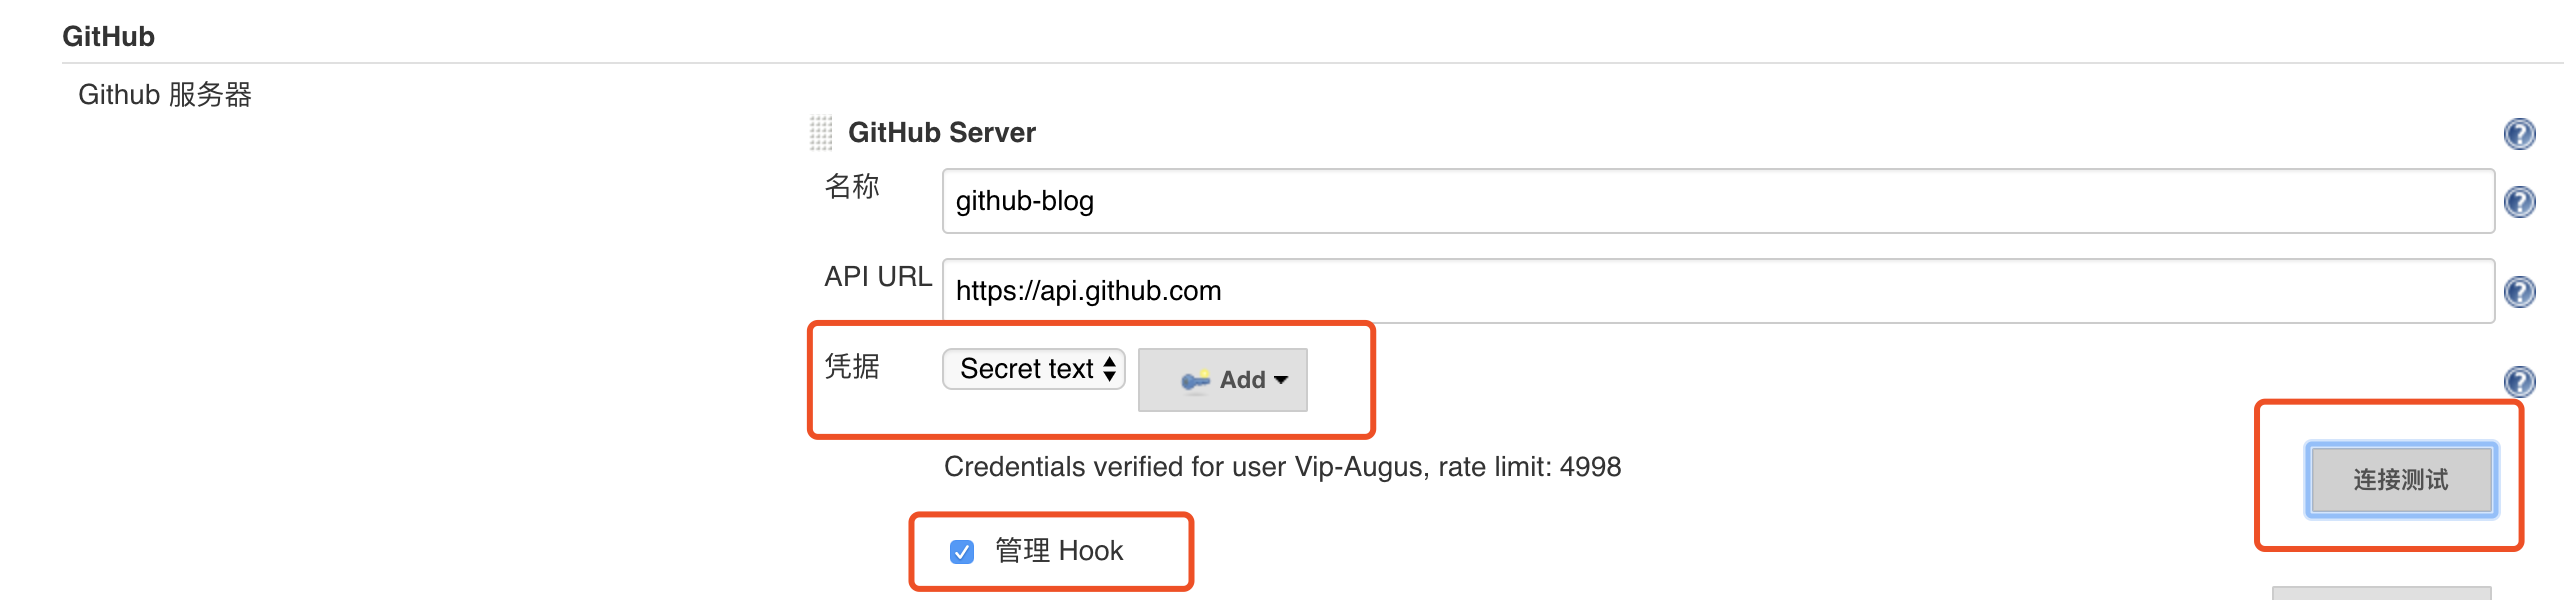 GitHub
Github 服务器
GitHub Server
名称 github-blog
API URL https://api.github.com
凭据 Secret text Add
Credentials verified for user Vip-Augus, rate limit: 4998
连接测试
管理 Hook